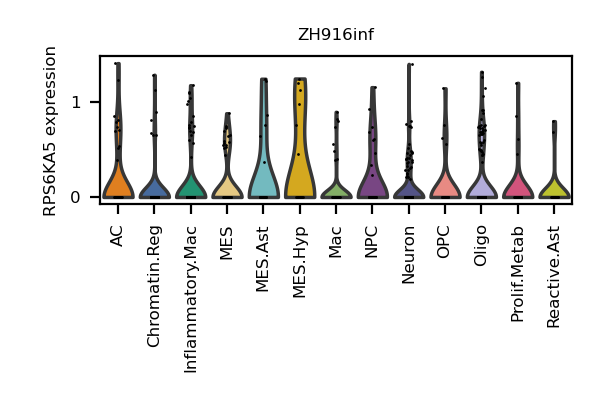 ZH916inf
RPS6KA5 expression
1
0
AC
Chromatin.Reg
Inflammatory.Mac
MES
MES.Ast
MES.Hyp
Mac
NPC
Neuron
OPC
Oligo
Prolif.Metab
Reactive.Ast